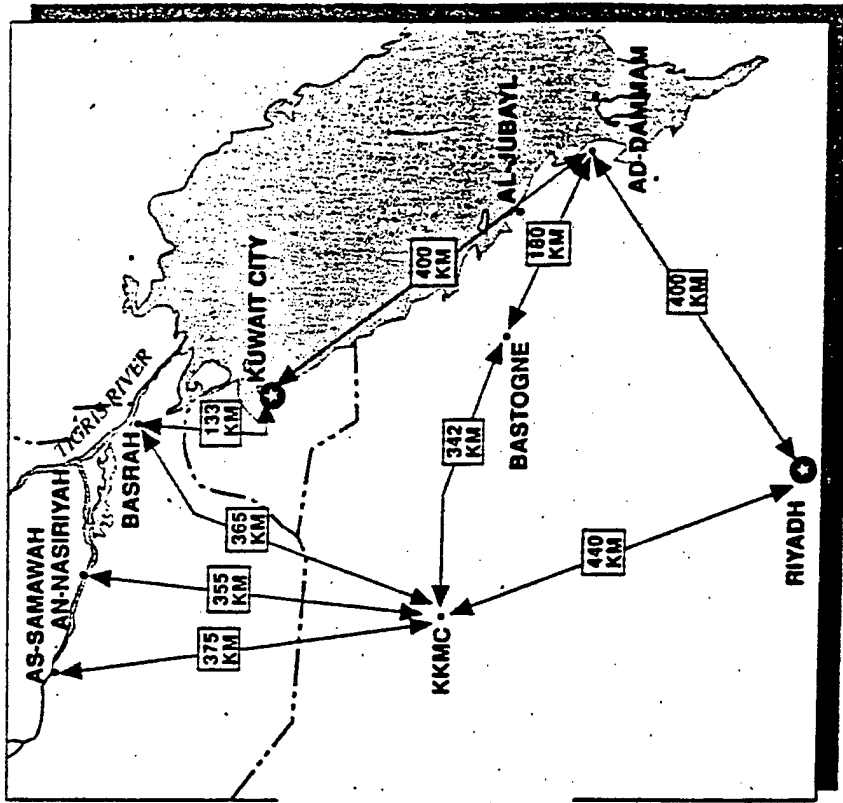 AS-SAMAWAH
AN-NASIRIYAH
TIGRIS RIVER
BASRAH
375
KM
355
KM
365
KM
133
KM
KUWAIT CITY
400
KM
AL-JUBAYL
180
KM
AD-DAMMAM
KKMC
342
KM
BASTOGNE
440
KM
400
KM
RIYADH